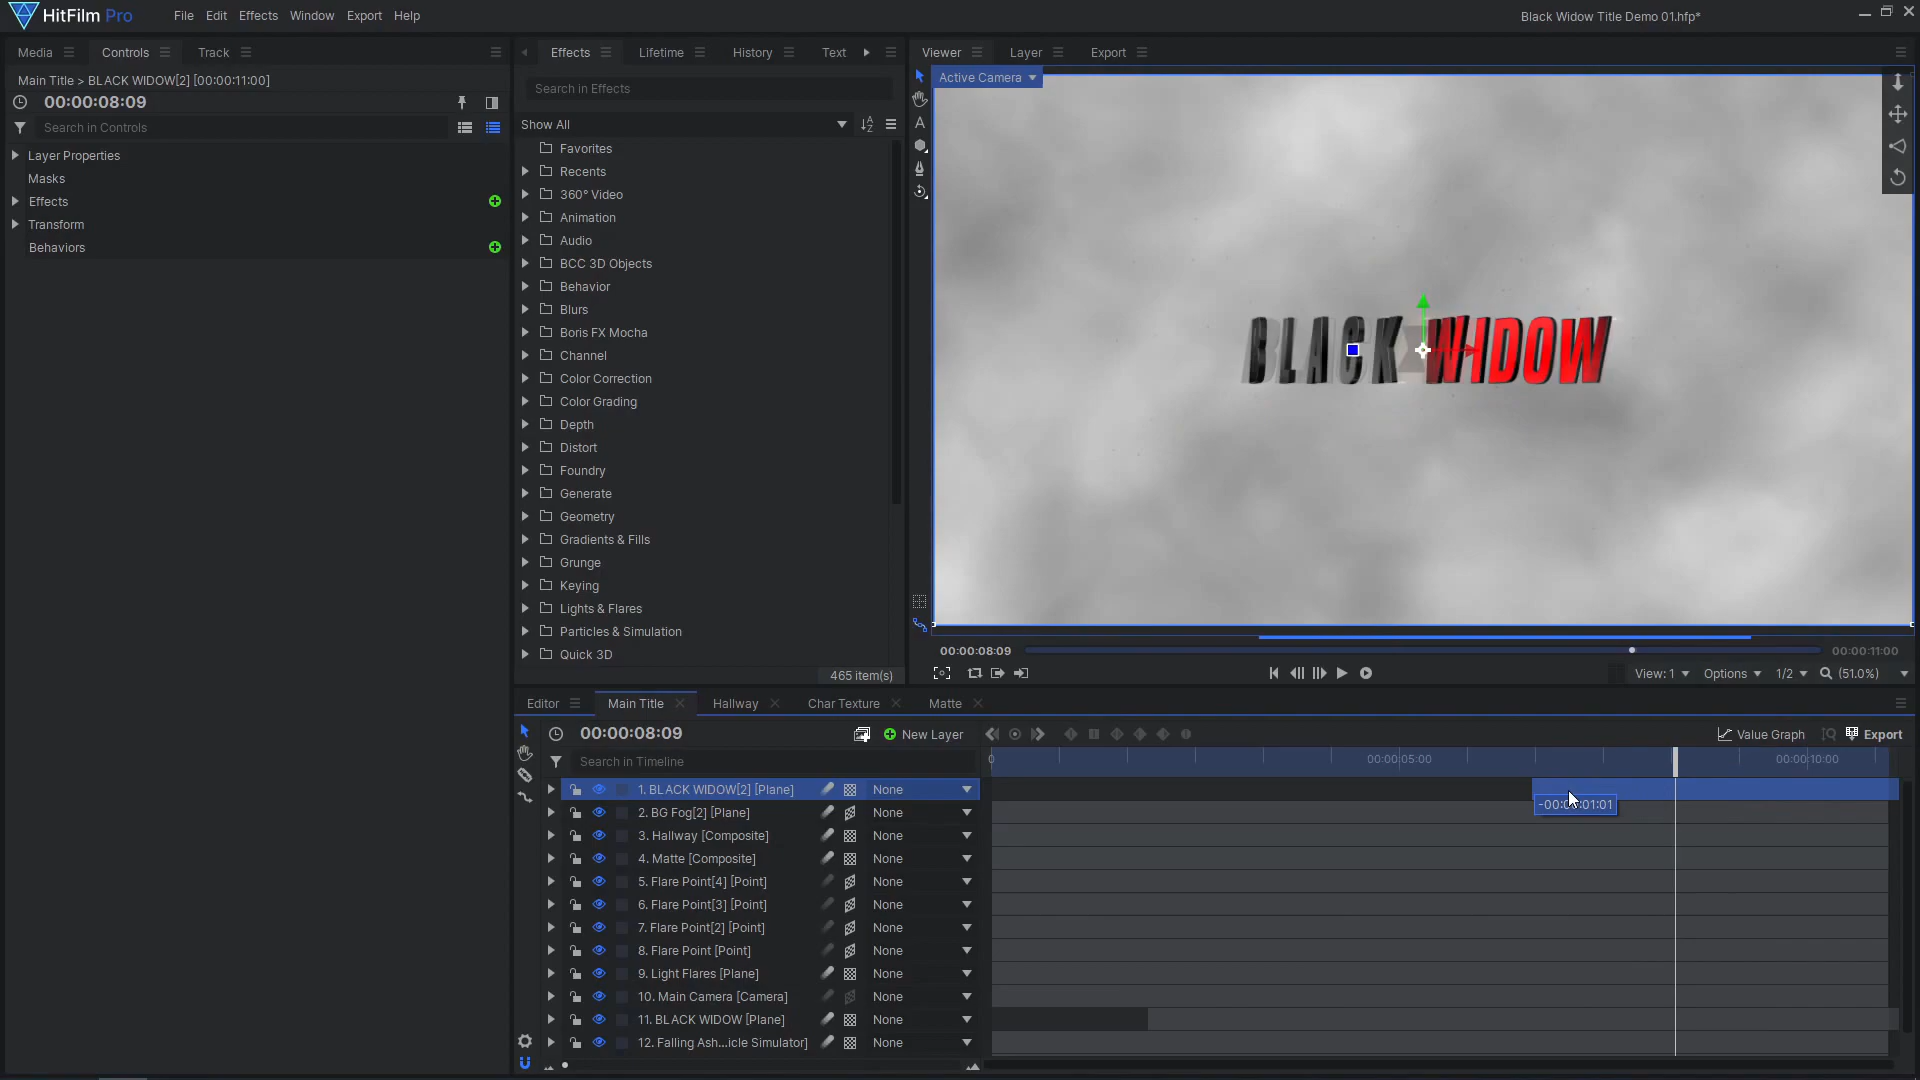 HitFilm Pro
File Edit Effects Window Export Help
Black Widow Title Demo 01.hfp*
Media Controls Track
Main Title > BLACK WIDOW[2] [00:00:11:00]
00:00:08:09
Search in Controls
Layer Properties
Masks
Effects
Transform
Behaviors
Effects Lifetime History Text
Search in Effects
Show All
Favorites
Recents
360° Video
Animation
Audio
BCC 3D Objects
Behavior
Blurs
Boris FX Mocha
Channel
Color Correction
Color Grading
Depth
Distort
Foundry
Generate
Geometry
Gradients & Fills
Grunge
Keying
Lights & Flares
Particles & Simulation
Quick 3D
465 item(s)
Viewer Layer Export
Active Camera
BLACK WIDOW
00:00:08:09
00:00:11:00
View: 1 Options 1/2 (51.0%)
Editor Main Title Hallway Char Texture Matte
00:00:08:09 New Layer
Value Graph Export
Search in Timeline
0 00:00:05:00 00:00:10:00
1. BLACK WIDOW[2] [Plane] None
2. BG Fog[2] [Plane] None
3. Hallway [Composite] None
4. Matte [Composite] None
5. Flare Point[4] [Point] None
6. Flare Point[3] [Point] None
7. Flare Point[2] [Point] None
8. Flare Point [Point] None
9. Light Flares [Plane] None
10. Main Camera [Camera] None
11. BLACK WIDOW [Plane] None
12. Falling Ash...icle Simulator] None